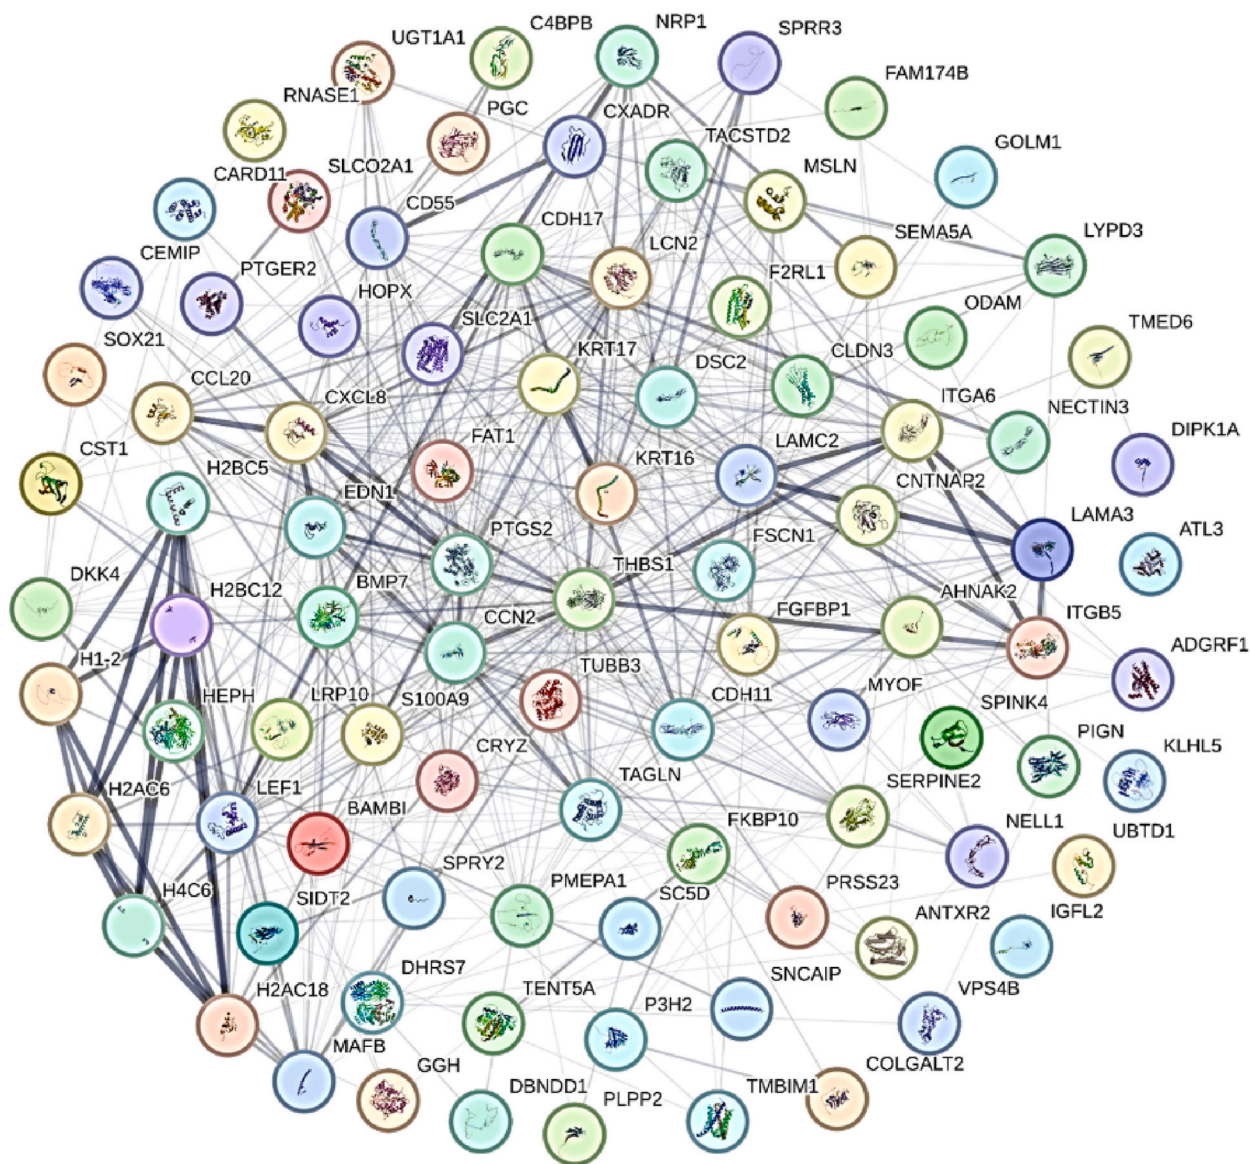 C4BPB
NRP1
SPRR3
UGT1A1
FAM174B
RNASE1
PGC
CXADR
TACSTD2
GOLM1
CARD11
SLCO2A1
MSLN
CD55
CDH17
LCN2
SEMA5A
LYPD3
CEMIP
PTGER2
F2RL1
HOPX
ODAM
TMED6
SOX21
SLC2A1
KRT17
DSC2
CLDN3
CCL20
CXCL8
ITGA6
NECTIN3
DIPK1A
CST1
H2BC5
FAT1
KRT16
LAMC2
CNTNAP2
EDN1
LAMA3
PTGS2
FSCN1
ATL3
DKK4
H2BC12
BMP7
THBS1
AHNAK2
CCN2
FGFBP1
ITGB5
H1-2
ADGRF1
HEPH
LRP10
S100A9
TUBB3
CDH11
MYOF
SPINK4
PIGN
KLHL5
CRYZ
H2AC6
LEF1
BAMBI
TAGLN
SERPINE2
FKBP10
NELL1
UBTD1
H4C6
SIDT2
SPRY2
PMEPA1
SC5D
PRSS23
ANTXR2
IGFL2
H2AC18
DHRS7
TENT5A
P3H2
SNCAIP
VPS4B
MAFB
GGH
DBNDD1
PLPP2
TMBIM1
COLGALT2